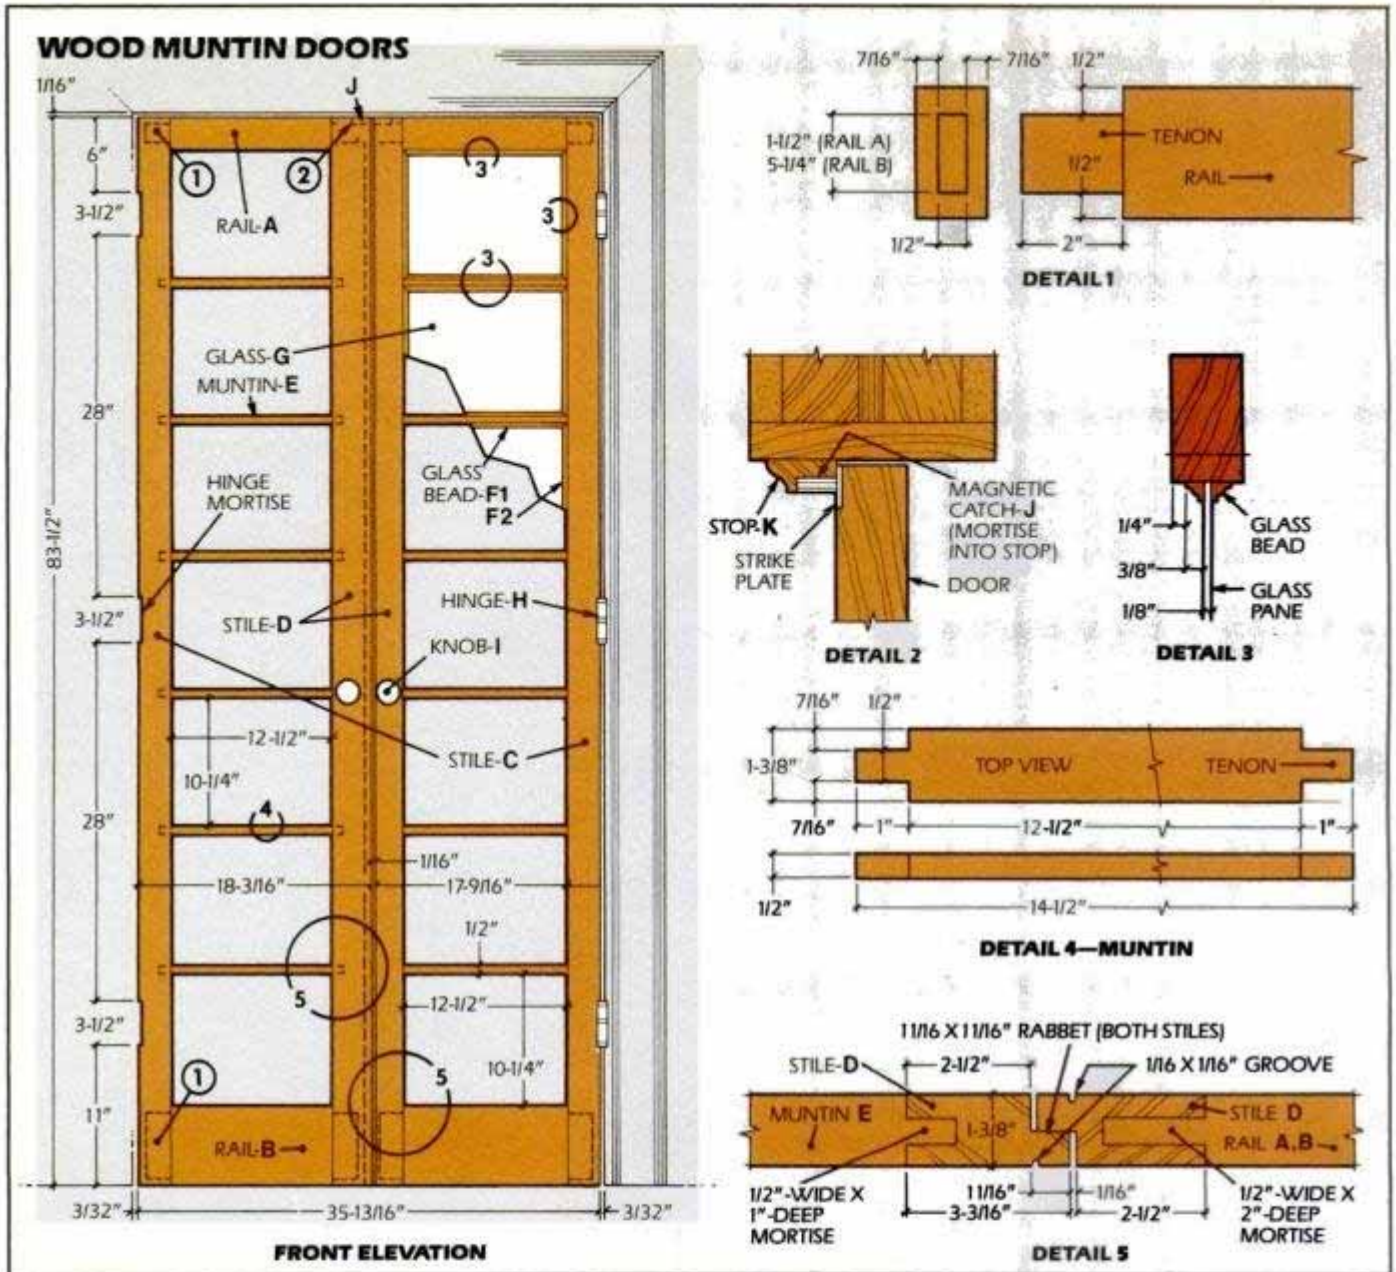 WOOD MUNTIN DOORS
1/16"
J
6"
3-1/2"
28"
83-1/2"
3-1/2"
28"
3-1/2"
11"
1
2
3
3
3
RAIL-A
GLASS-G
MUNTIN-E
GLASS
BEAD-F1
F2
HINGE
MORTISE
STILE-D
HINGE-H
KNOB-I
12-1/2"
10-1/4"
STILE-C
4
1/16"
18-3/16"
17-9/16"
1/2"
5
12-1/2"
10-1/4"
1
5
RAIL-B
3/32"
35-13/16"
3/32"
FRONT ELEVATION
7/16"
7/16"
1/2"
1-1/2" (RAIL A)
5-1/4" (RAIL B)
TENON
1/2"
RAIL
1/2"
2"
DETAIL 1
STOP-K
STRIKE
PLATE
MAGNETIC
CATCH-J
(MORTISE
INTO STOP)
DOOR
DETAIL 2
1/4"
3/8"
1/8"
GLASS
BEAD
GLASS
PANE
DETAIL 3
7/16"
1/2"
1-3/8"
TOP VIEW
TENON
7/16"
1"
12-1/2"
1"
1/2"
14-1/2"
DETAIL 4—MUNTIN
11/16 X 11/16" RABBET (BOTH STILES)
STILE-D
2-1/2"
1/16 X 1/16" GROOVE
MUNTIN E
1-3/8"
STILE D
RAIL A,B
1/2"-WIDE X
1"-DEEP
MORTISE
11/16"
1/16"
3-3/16"
2-1/2"
1/2"-WIDE X
2"-DEEP
MORTISE
DETAIL 5